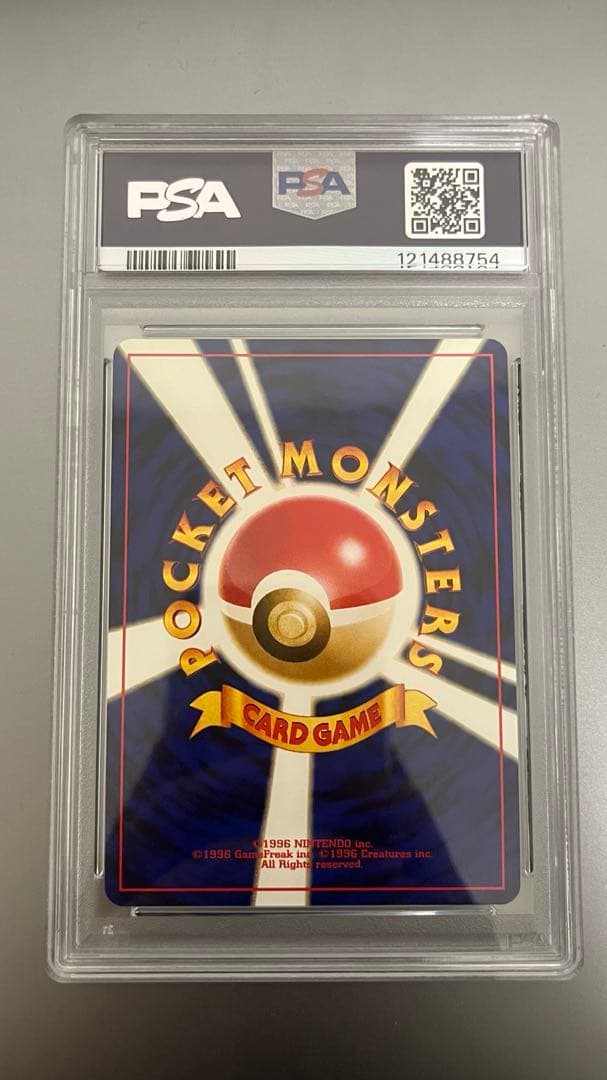 PSA
PSA
121488754
POCKET MONSTERS
CARD GAME
©1996 NINTENDO inc.
©1996 GameFreak inc. ©1996 Creatures inc.
All Rights reserved.
PSA